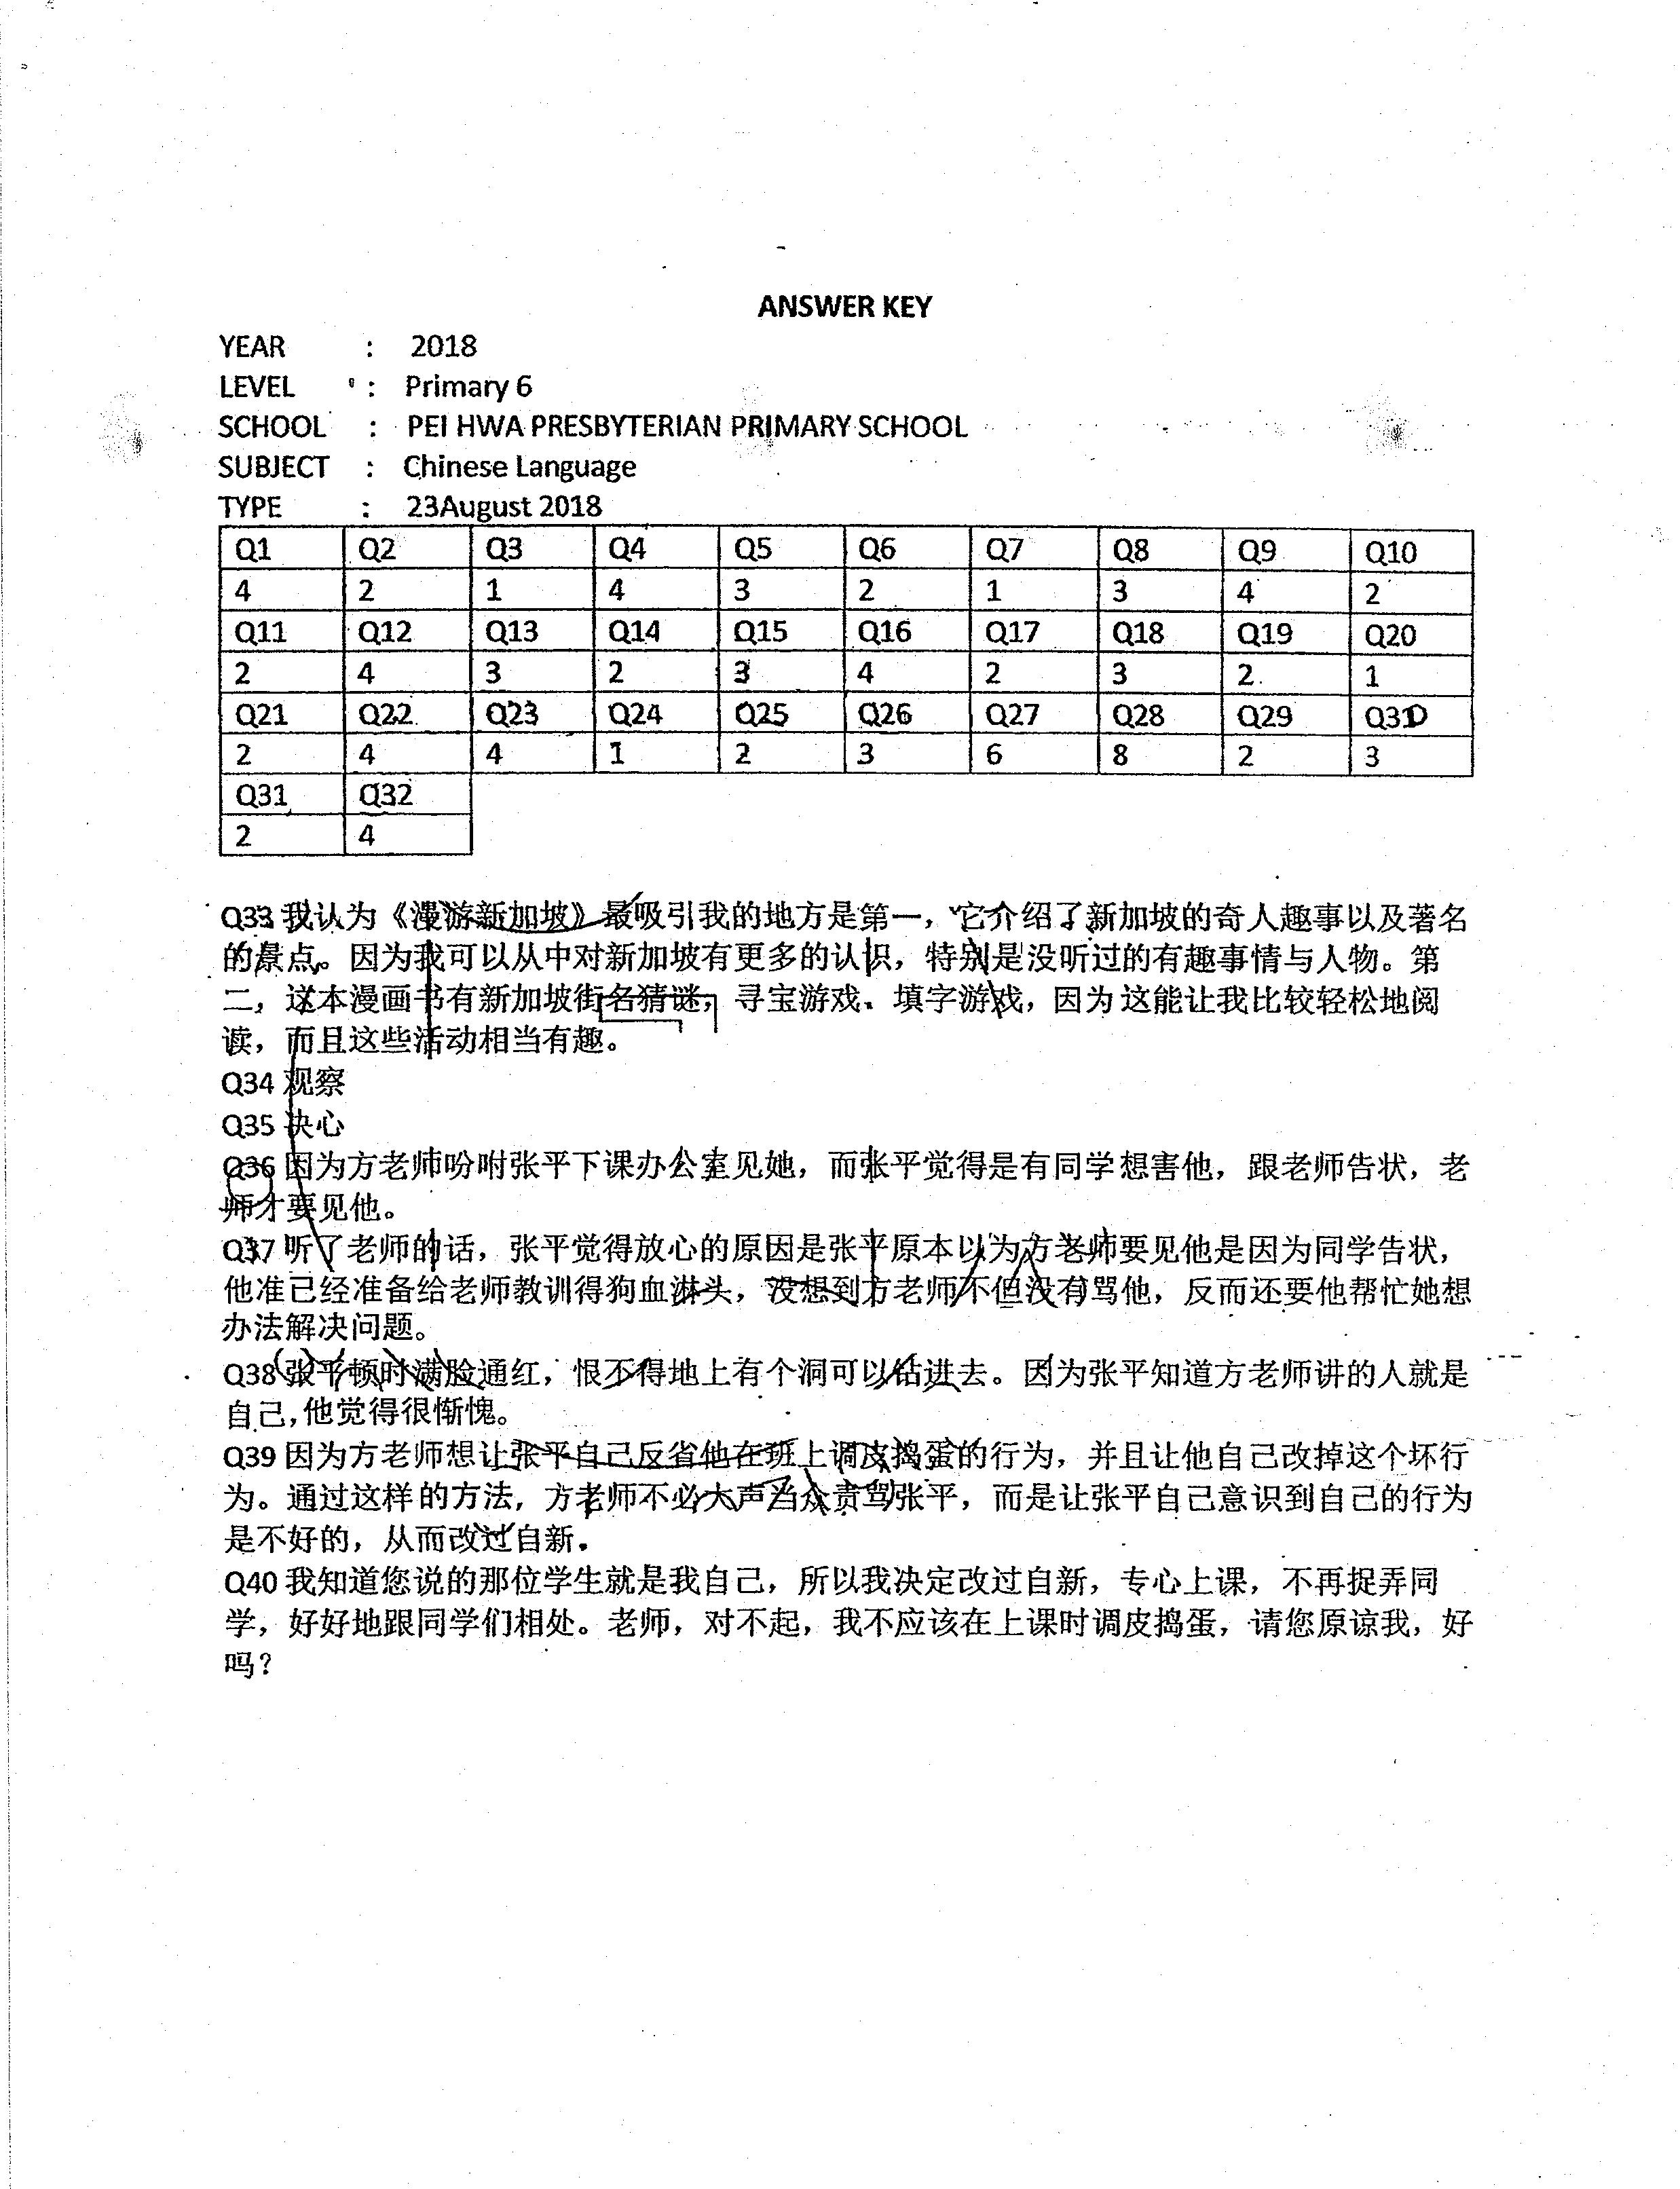 ANSWER KEY
YEAR : 2018
LEVEL : Primary 6
SCHOOL : PEI HWA PRESBYTERIAN PRIMARY SCHOOL
SUBJECT : Chinese Language
TYPE : 23August 2018
Q1 Q2 Q3 Q4 Q5 Q6 Q7 Q8 Q9 Q10
4 2 1 4 3 2 1 3 4 2
Q11 Q12 Q13 Q14 Q15 Q16 Q17 Q18 Q19 Q20
2 4 3 2 3 4 2 3 2 1
Q21 Q22 Q23 Q24 Q25 Q26 Q27 Q28 Q29 Q30
2 4 4 1 2 3 6 8 2 3
Q31 Q32
2 4
Q33 我认为《漫游新加坡》最吸引我的地方是第一，它介绍了新加坡的奇人趣事以及著名
的景点。因为我可以从中对新加坡有更多的认识，特别是没听过的有趣事情与人物。第
二，这本漫画书有新加坡街名猜谜，寻宝游戏、填字游戏，因为这能让我比较轻松地阅
读，而且这些活动相当有趣。
Q34 观察
Q35 决心
Q36 因为方老师吩咐张平下课办公室见她，而张平觉得是有同学想害他，跟老师告状，老
师才要见他。
Q37 听了老师的话，张平觉得放心的原因是张平原本以为方老师要见他是因为同学告状，
他准已经准备给老师教训得狗血淋头，没想到方老师不但没有骂他，反而还要他帮忙她想
办法解决问题。
Q38 张平顿时满脸通红，恨不得地上有个洞可以钻进去。因为张平知道方老师讲的人就是
自己，他觉得很惭愧。
Q39 因为方老师想让张平自己反省他在班上调皮捣蛋的行为，并且让他自己改掉这个坏行
为。通过这样的方法，方老师不必大声当众责骂张平，而是让张平自己意识到自己的行为
是不好的，从而改过自新。
Q40 我知道您说的那位学生就是我自己，所以我决定改过自新，专心上课，不再捉弄同
学，好好地跟同学们相处。老师，对不起，我不应该在上课时调皮捣蛋，请您原谅我，好
吗？